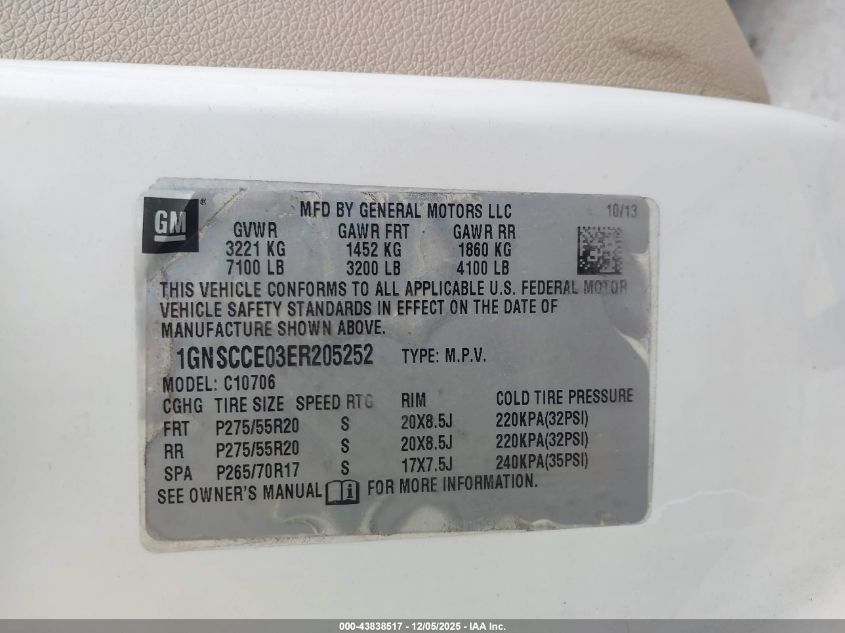 GM ®
MFD BY GENERAL MOTORS LLC 10/13
GVWR GAWR FRT GAWR RR
3221 KG 1452 KG 1860 KG
7100 LB 3200 LB 4100 LB
THIS VEHICLE CONFORMS TO ALL APPLICABLE U.S. FEDERAL MOTOR
VEHICLE SAFETY STANDARDS IN EFFECT ON THE DATE OF
MANUFACTURE SHOWN ABOVE.
1GNSCCE03ER205252 TYPE: M.P.V.
MODEL: C10706
CGHG TIRE SIZE SPEED RTG RIM COLD TIRE PRESSURE
FRT P275/55R20 S 20X8.5J 220KPA(32PSI)
RR P275/55R20 S 20X8.5J 220KPA(32PSI)
SPA P265/70R17 S 17X7.5J 240KPA(35PSI)
SEE OWNER'S MANUAL i FOR MORE INFORMATION.
000-43838517 - 12/05/2025 - IAA Inc.